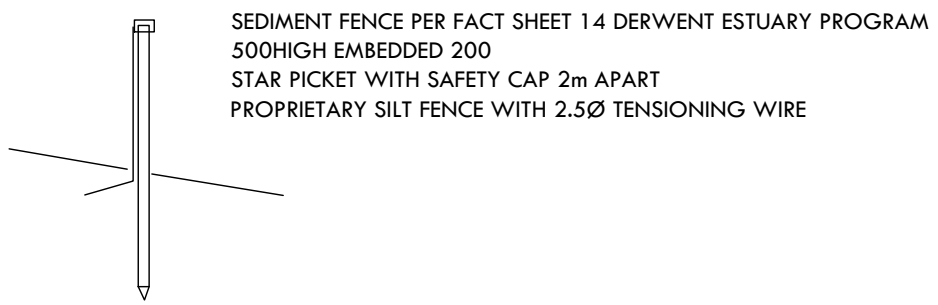 SEDIMENT FENCE PER FACT SHEET 14 DERWENT ESTUARY PROGRAM
500HIGH EMBEDDED 200
STAR PICKET WITH SAFETY CAP 2m APART
PROPRIETARY SILT FENCE WITH 2.5Ø TENSIONING WIRE